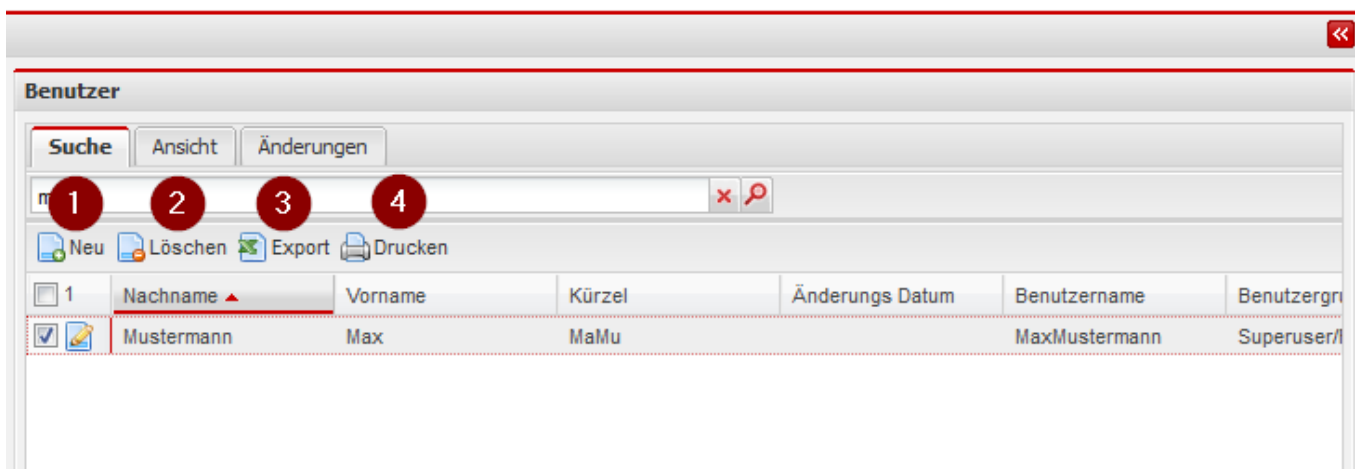 Benutzer
Suche Ansicht Änderungen
1 2 3 4
Neu Löschen Export Drucken
1 Nachname Vorname Kürzel Änderungs Datum Benutzername
Mustermann Max MaMu MaxMustermann